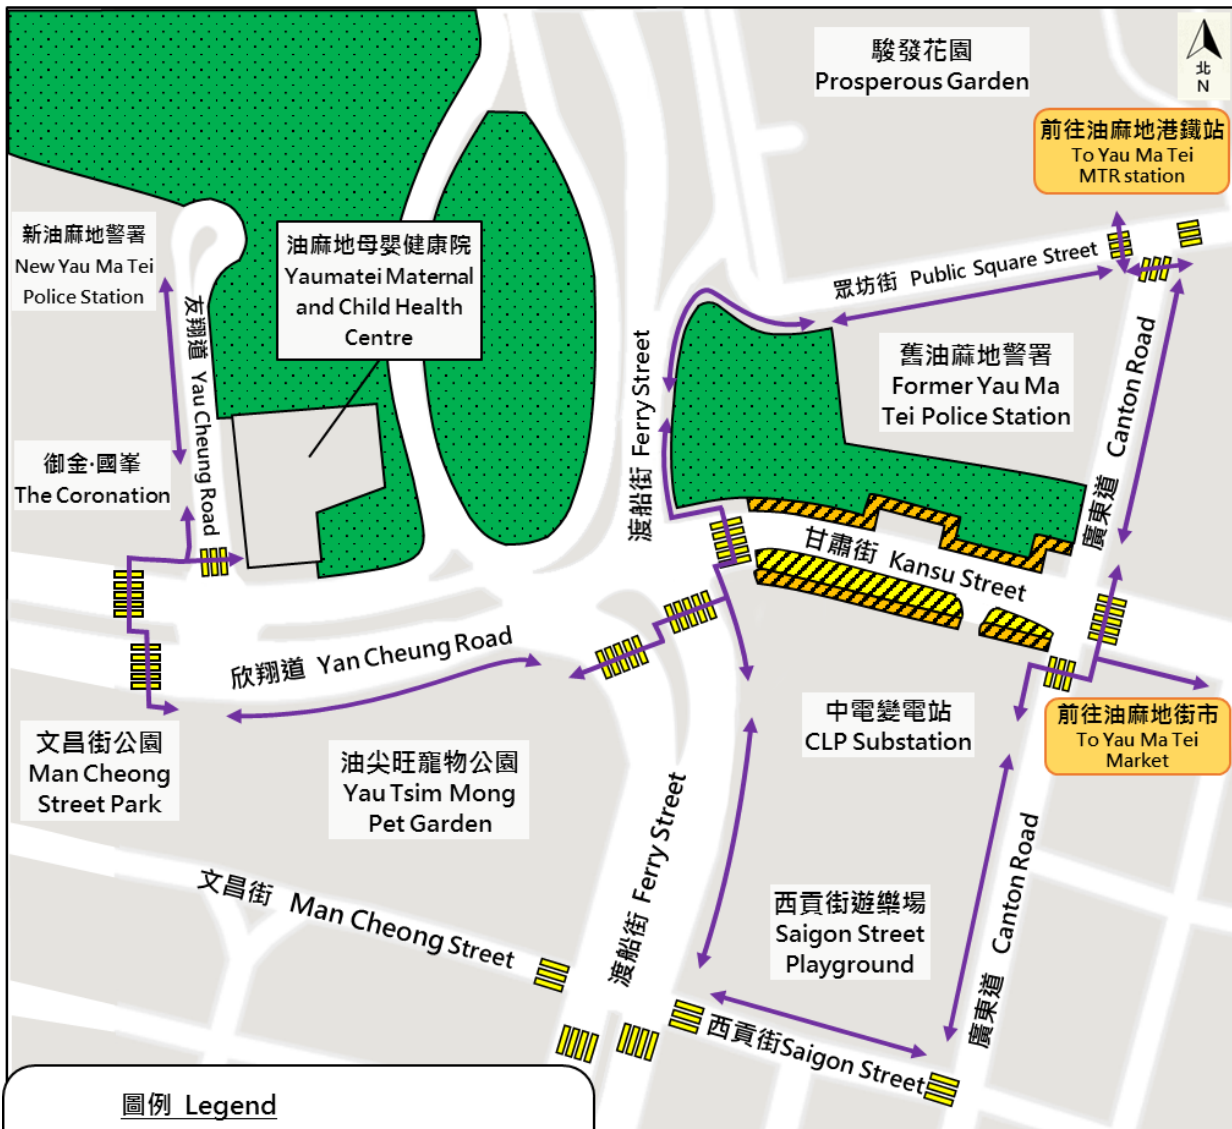 駿發花園
Prosperous Garden
北
N
前往油麻地港鐵站
To Yau Ma Tei
MTR station
新油麻地警署
New Yau Ma Tei
Police Station
油麻地母嬰健康院
Yaumatei Maternal
and Child Health
Centre
眾坊街 Public Square Street
友翔道 Yau Cheung Road
渡船街 Ferry Street
舊油蔴地警署
Former Yau Ma
Tei Police Station
廣東道 Canton Road
御金·國峯
The Coronation
甘肅街 Kansu Street
欣翔道 Yan Cheung Road
文昌街公園
Man Cheong
Street Park
油尖旺寵物公園
Yau Tsim Mong
Pet Garden
中電變電站
CLP Substation
前往油麻地街市
To Yau Ma Tei
Market
文昌街 Man Cheong Street
渡船街 Ferry Street
西貢街遊樂場
Saigon Street
Playground
廣東道 Canton Road
西貢街Saigon Street
圖例 Legend